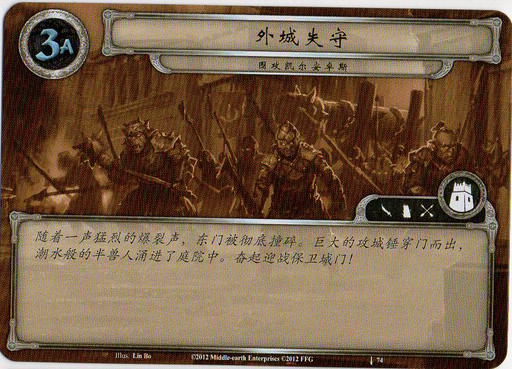 3A
外城失守
围攻凯尔安卓斯
随着一声猛烈的爆裂声，东门被彻底撞碎。巨大的攻城锤穿门而出，
潮水般的半兽人涌进了庭院中。奋起迎战保卫城门！
Illus. Lin Bo
©2012 Middle-earth Enterprises ©2012 FFG
74